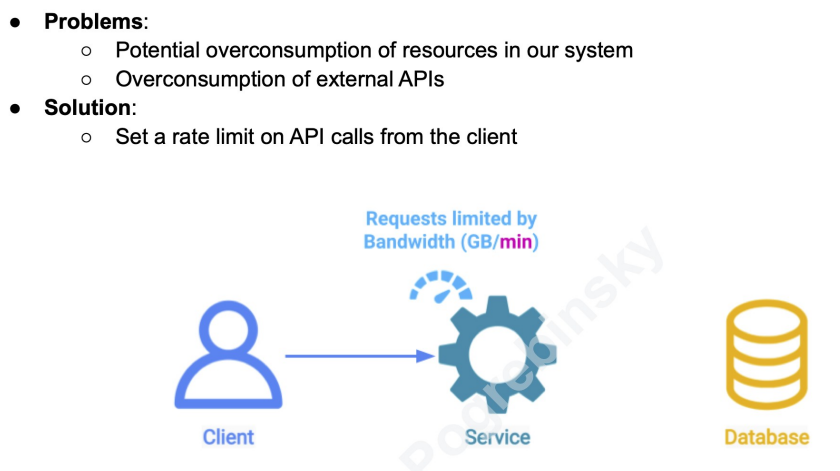 ● Problems:
○ Potential overconsumption of resources in our system
○ Overconsumption of external APIs
● Solution:
○ Set a rate limit on API calls from the client
Requests limited by
Bandwidth (GB/min)
Pogrebinsky
Client
Service
Database